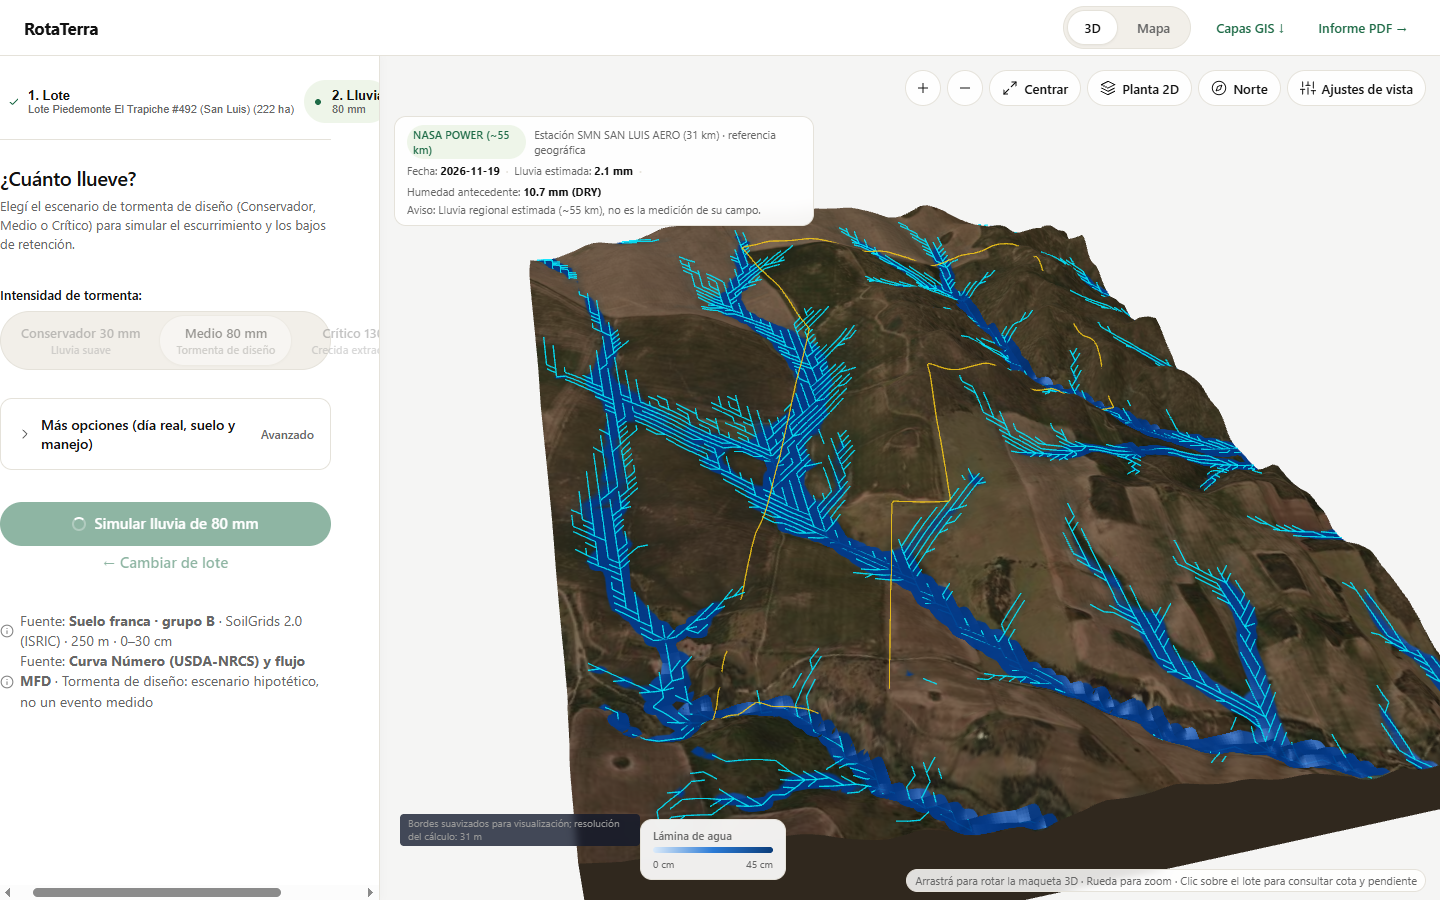 RotaTerra
3D
Mapa
Capas GIS ↓
Informe PDF →
1. Lote
Lote Piedemonte El Trapiche #492 (San Luis) (222 ha)
2. Lluvia
80 mm
¿Cuánto llueve?
Elegí el escenario de tormenta de diseño (Conservador,
Medio o Crítico) para simular el escurrimiento y los bajos
de retención.
Intensidad de tormenta:
Conservador 30 mm
Lluvia suave
Medio 80 mm
Tormenta de diseño
Crítico 130
Crecida extrao
Más opciones (día real, suelo y
manejo)
Avanzado
Simular lluvia de 80 mm
← Cambiar de lote
Fuente: Suelo franca · grupo B · SoilGrids 2.0
(ISRIC) · 250 m · 0–30 cm
Fuente: Curva Número (USDA-NRCS) y flujo
MFD · Tormenta de diseño: escenario hipotético,
no un evento medido
+
−
Centrar
Planta 2D
Norte
Ajustes de vista
NASA POWER (~55
km)
Estación SMN SAN LUIS AERO (31 km) · referencia
geográfica
Fecha: 2026-11-19 · Lluvia estimada: 2.1 mm ·
Humedad antecedente: 10.7 mm (DRY)
Aviso: Lluvia regional estimada (~55 km), no es la medición de su campo.
Bordes suavizados para visualización; resolución
del cálculo: 31 m
Lámina de agua
0 cm
45 cm
Arrastrá para rotar la maqueta 3D · Rueda para zoom · Clic sobre el lote para consultar cota y pendiente